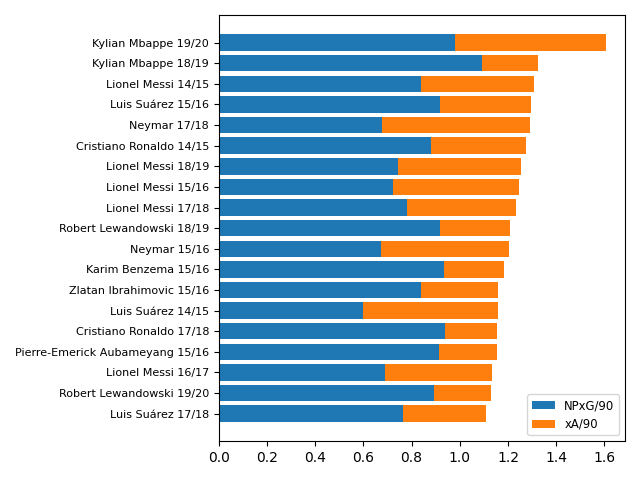 Kylian Mbappe 19/20
Kylian Mbappe 18/19
Lionel Messi 14/15
Luis Suárez 15/16
Neymar 17/18
Cristiano Ronaldo 14/15
Lionel Messi 18/19
Lionel Messi 15/16
Lionel Messi 17/18
Robert Lewandowski 18/19
Neymar 15/16
Karim Benzema 15/16
Zlatan Ibrahimovic 15/16
Luis Suárez 14/15
Cristiano Ronaldo 17/18
Pierre-Emerick Aubameyang 15/16
Lionel Messi 16/17
Robert Lewandowski 19/20
Luis Suárez 17/18
NPxG/90
xA/90
0.0 0.2 0.4 0.6 0.8 1.0 1.2 1.4 1.6